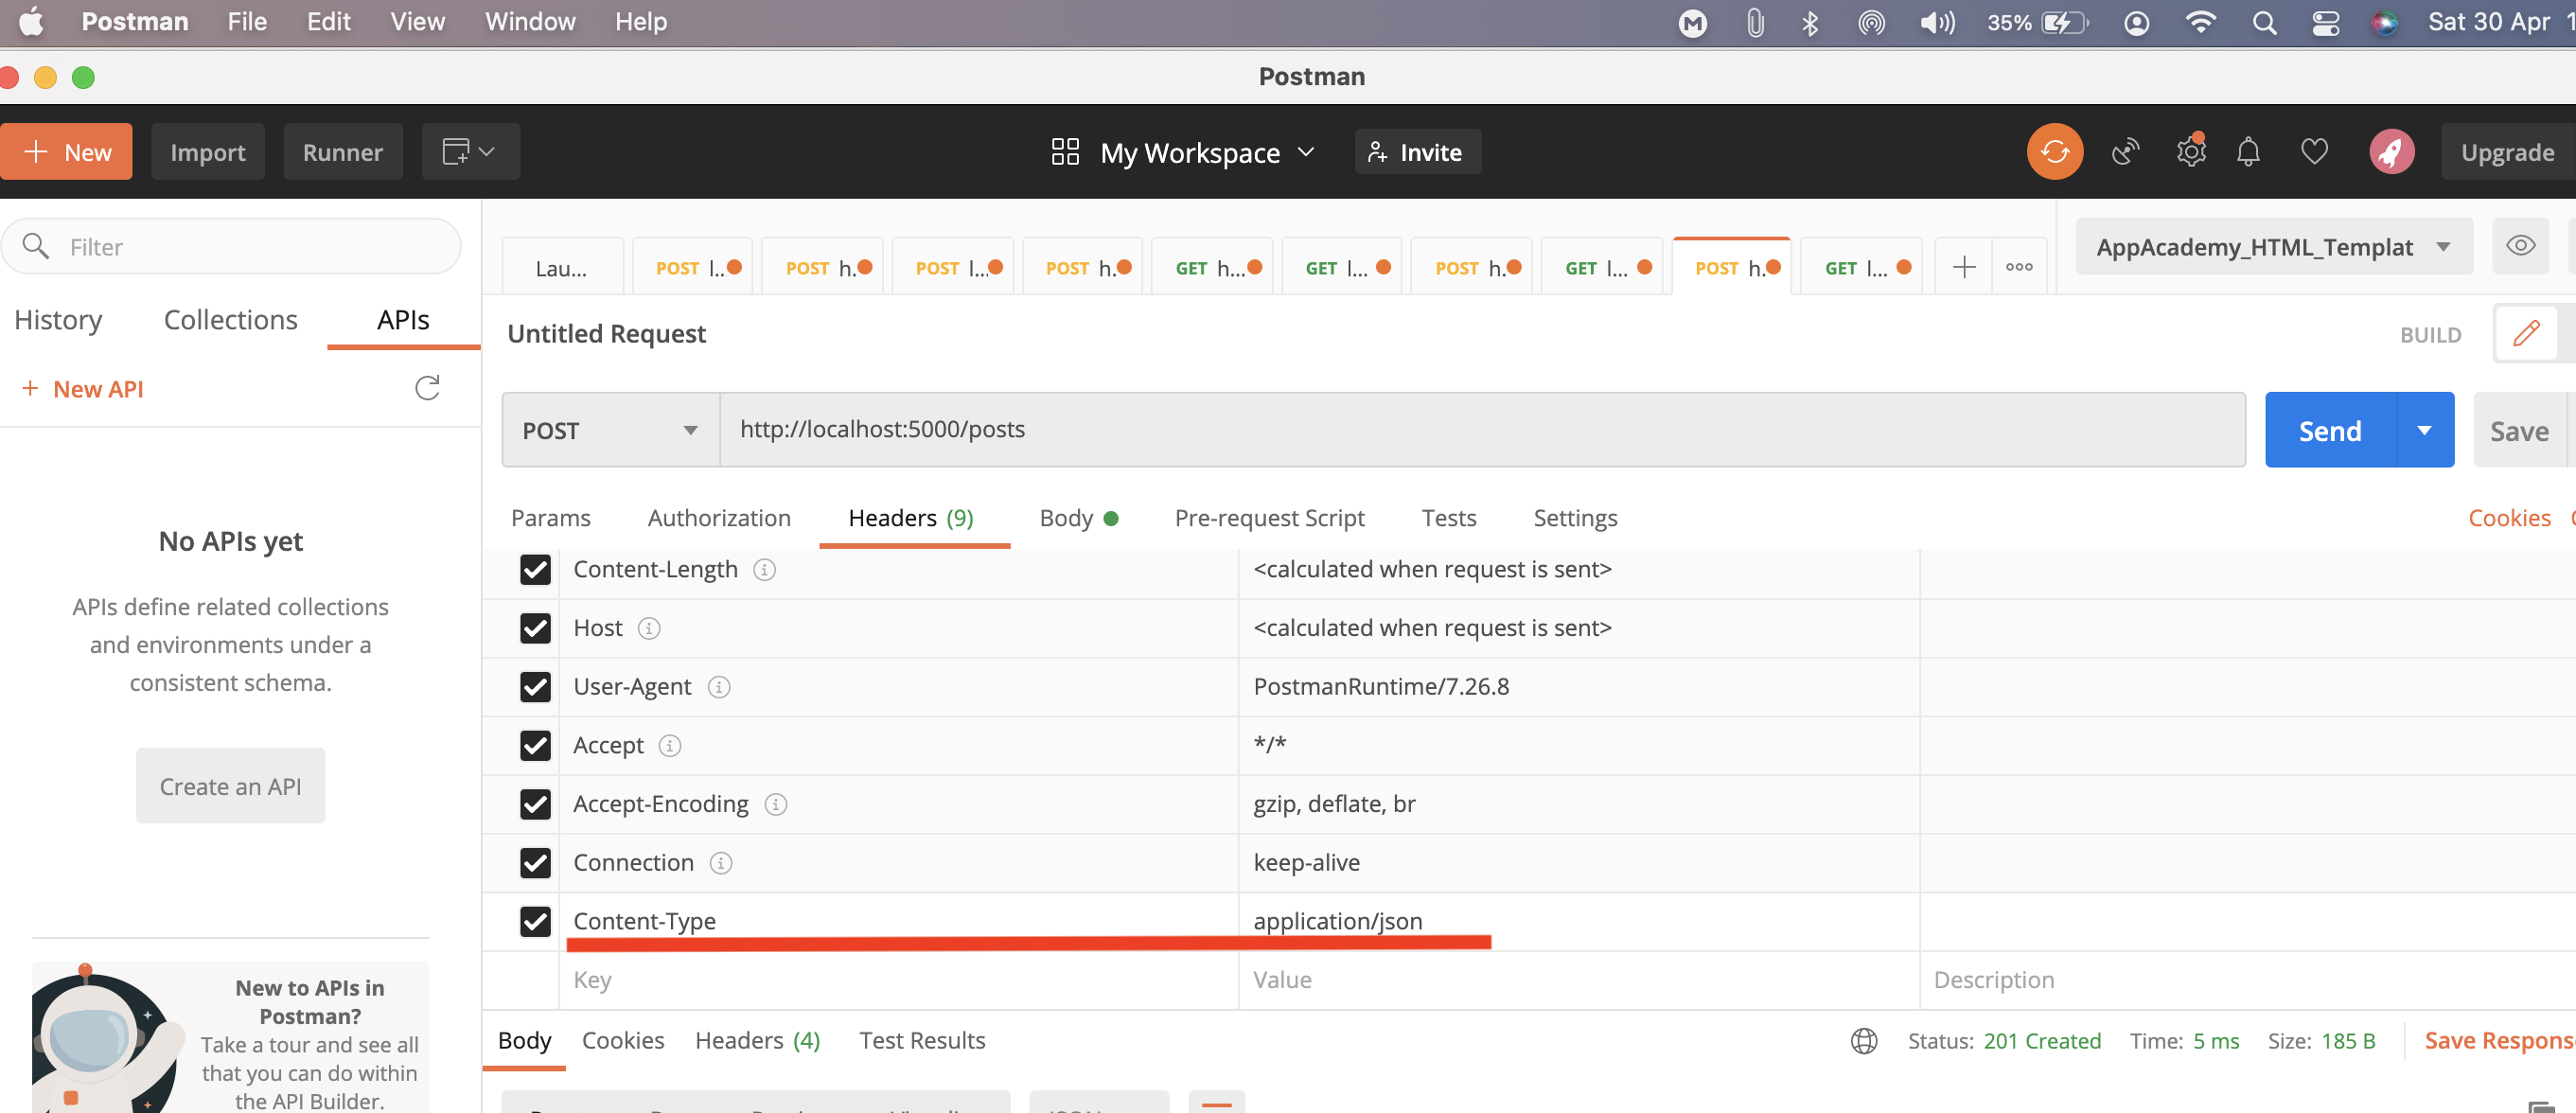 Postman File Edit View Window Help 35% Sat 30 Apr
Postman
+ New Import Runner My Workspace Invite Upgrade
Filter
Lau... POST l... POST h. POST l... POST h. GET h... GET l... POST h. GET l... POST h. GET l... AppAcademy_HTML_Templat
History Collections APIs
Untitled Request BUILD
+ New API
POST http://localhost:5000/posts Send Save
Params Authorization Headers (9) Body Pre-request Script Tests Settings Cookies
No APIs yet
APIs define related collections
and environments under a
consistent schema.
Create an API
Content-Length <calculated when request is sent>
Host <calculated when request is sent>
User-Agent PostmanRuntime/7.26.8
Accept */*
Accept-Encoding gzip, deflate, br
Connection keep-alive
Content-Type application/json
Key Value Description
New to APIs in
Postman?
Take a tour and see all
that you can do within
the API Builder.
Body Cookies Headers (4) Test Results Status: 201 Created Time: 5 ms Size: 185 B Save Respons